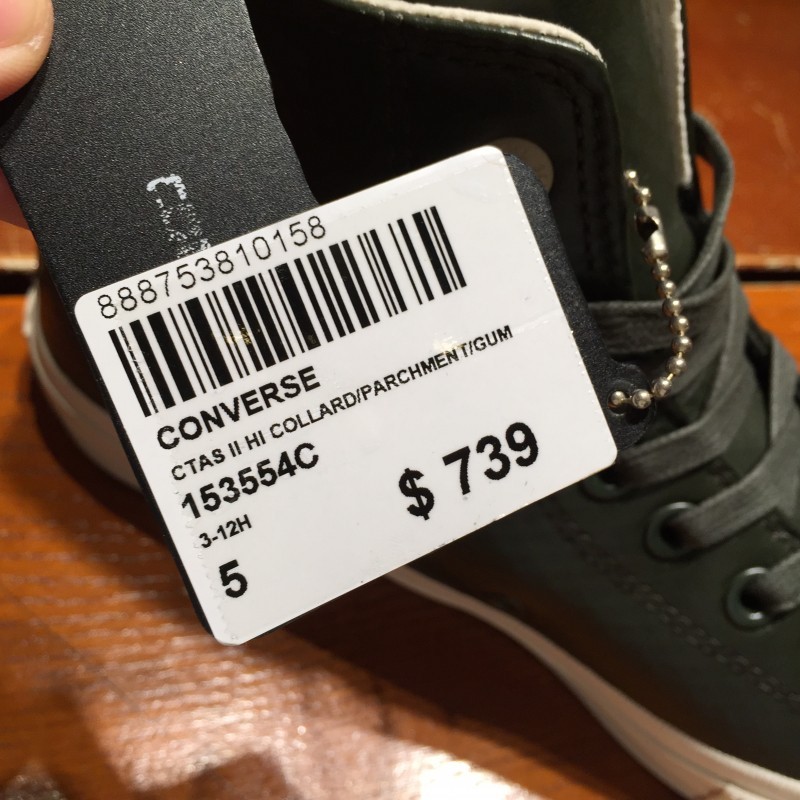 888753810158
CONVERSE
CTAS II HI COLLARD/PARCHMENT/GUM
153554C
$ 739
3-12H
5